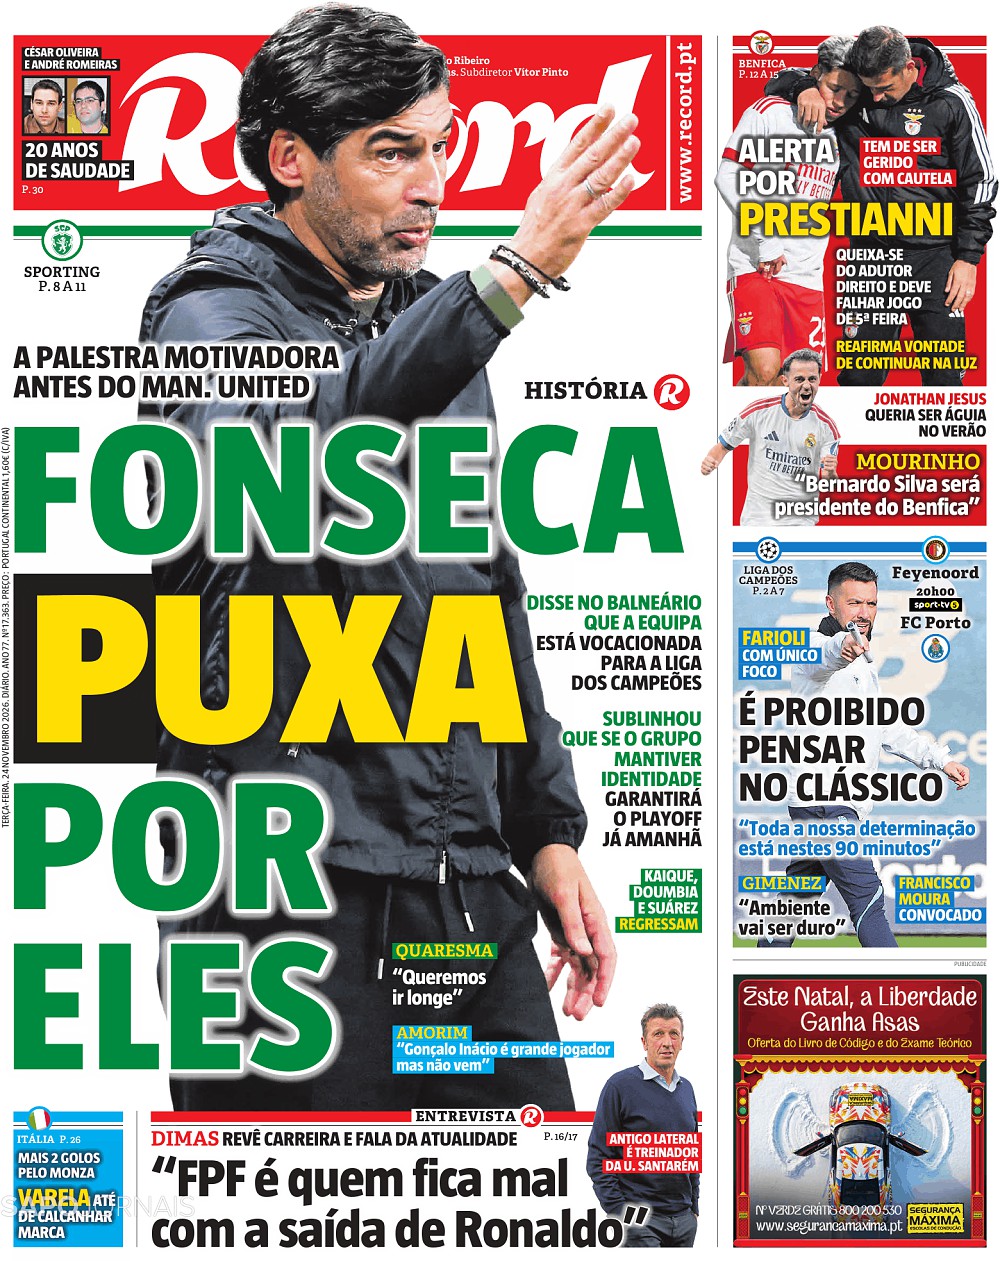 CÉSAR OLIVEIRA
E ANDRÉ ROMEIRAS
20 ANOS
DE SAUDADE
P. 30
Record
o Ribeiro
Subdiretor Vítor Pinto
www.record.pt
SPORTING
P. 8 A 11
A PALESTRA MOTIVADORA
ANTES DO MAN. UNITED
HISTÓRIA R
FONSECA
PUXA
POR
ELES
DISSE NO BALNEÁRIO
QUE A EQUIPA
ESTÁ VOCACIONADA
PARA A LIGA
DOS CAMPEÕES
SUBLINHOU
QUE SE O GRUPO
MANTIVER
IDENTIDADE
GARANTIRÁ
O PLAYOFF
JÁ AMANHÃ
KAIQUE,
DOUMBIA
E SUÁREZ
REGRESSAM
QUARESMA
“Queremos
ir longe”
AMORIM
“Gonçalo Inácio é grande jogador
mas não vem”
TERÇA-FEIRA. 24 NOVEMBRO 2026. DIÁRIO. ANO 77. Nº 17.363. PREÇO: PORTUGAL CONTINENTAL 1,60€ (C/IVA)
ITÁLIA P. 26
MAIS 2 GOLOS
PELO MONZA
VARELA ATÉ
DE CALCANHAR
MARCA
ENTREVISTA R
DIMAS REVÊ CARREIRA E FALA DA ATUALIDADE
P. 16/17
“FPF é quem fica mal
com a saída de Ronaldo”
ANTIGO LATERAL
É TREINADOR
DA U. SANTARÉM
BENFICA
P. 12 A 15
ALERTA
POR
PRESTIANNI
TEM DE SER
GERIDO
COM CAUTELA
QUEIXA-SE
DO ADUTOR
DIREITO E DEVE
FALHAR JOGO
DE 5ª FEIRA
REAFIRMA VONTADE
DE CONTINUAR NA LUZ
JONATHAN JESUS
QUERIA SER ÁGUIA
NO VERÃO
Emirates
FLY BETTER
MOURINHO
“Bernardo Silva será
presidente do Benfica”
LIGA DOS
CAMPEÕES
P. 2 A 7
Feyenoord
20h00
sport•tv5
FC Porto
FARIOLI
COM ÚNICO
FOCO
É PROIBIDO
PENSAR
NO CLÁSSICO
“Toda a nossa determinação
está nestes 90 minutos”
GIMENEZ
“Ambiente
vai ser duro”
FRANCISCO
MOURA
CONVOCADO
PUBLICIDADE
Este Natal, a Liberdade
Ganha Asas
Oferta do Livro de Código e do Exame Teórico
Nº VERDE GRÁTIS 800 200 530
www.segurancamaxima.pt
SEGURANÇA
MÁXIMA
ESCOLAS DE CONDUÇÃO